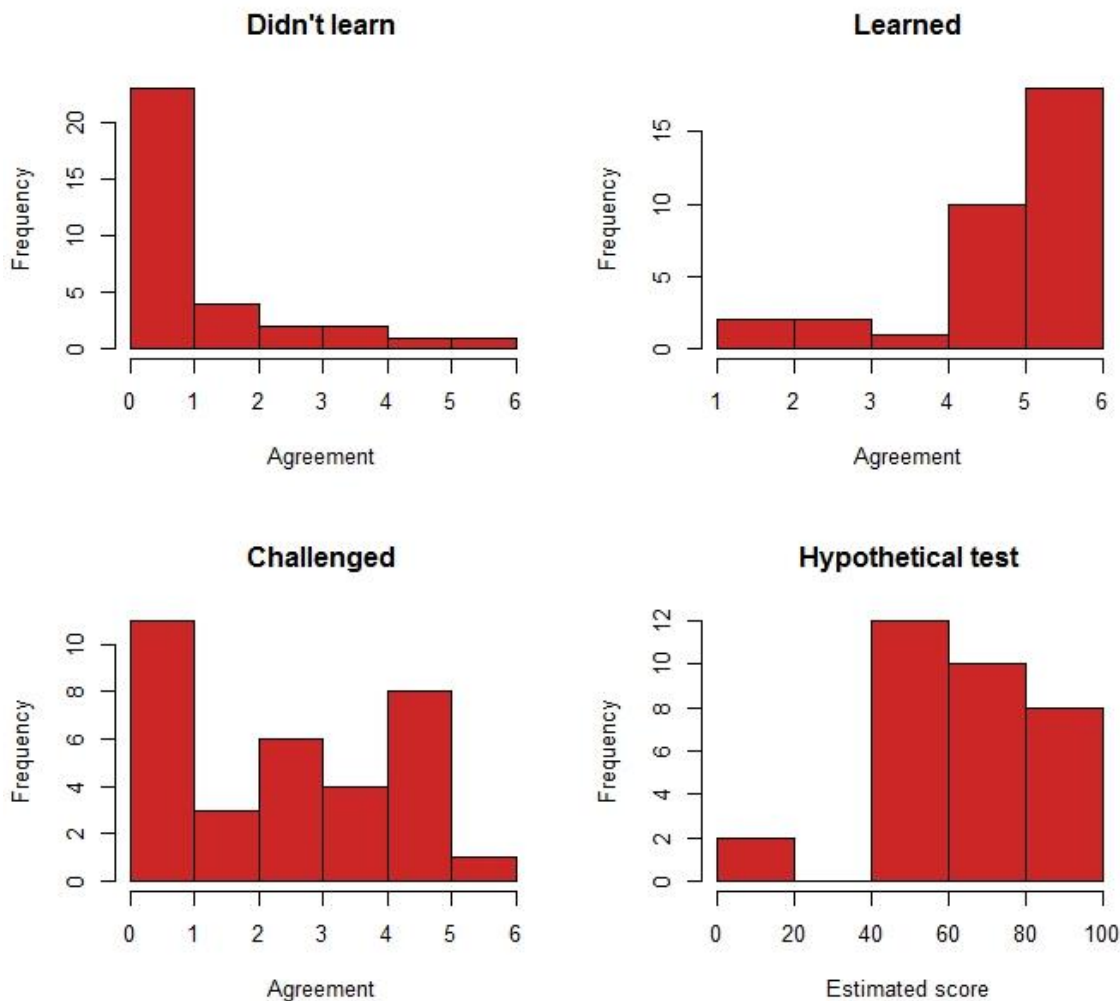 Didn't learn
Frequency
0 5 10 15 20
0 1 2 3 4 5 6
Agreement
Learned
Frequency
0 5 10 15
1 2 3 4 5 6
Agreement
Challenged
Frequency
0 2 4 6 8 10
0 1 2 3 4 5 6
Agreement
Hypothetical test
Frequency
0 2 4 6 8 10 12
0 20 40 60 80 100
Estimated score